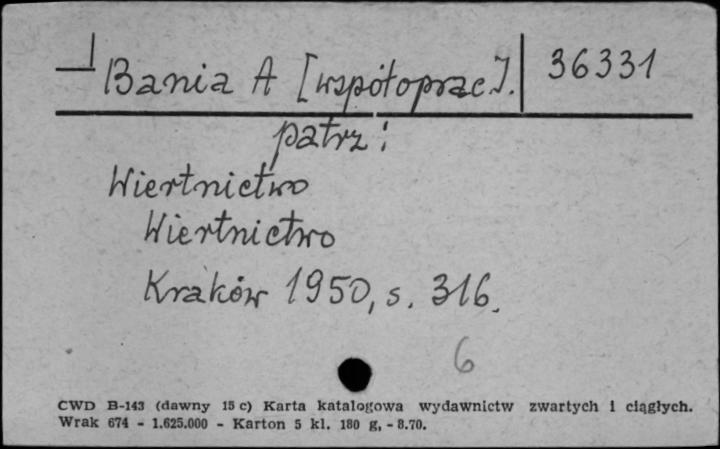 Bania A [współoprac.]. 36331
patrz:
Wiertnictwo
Wiertnictwo
Kraków 1950, s. 316.
6
CWD B-143 (dawny 15 c) Karta katalogowa wydawnictw zwartych i ciągłych.
Wrak 674 - 1.625.000 - Karton 5 kl. 180 g, - 8.70.